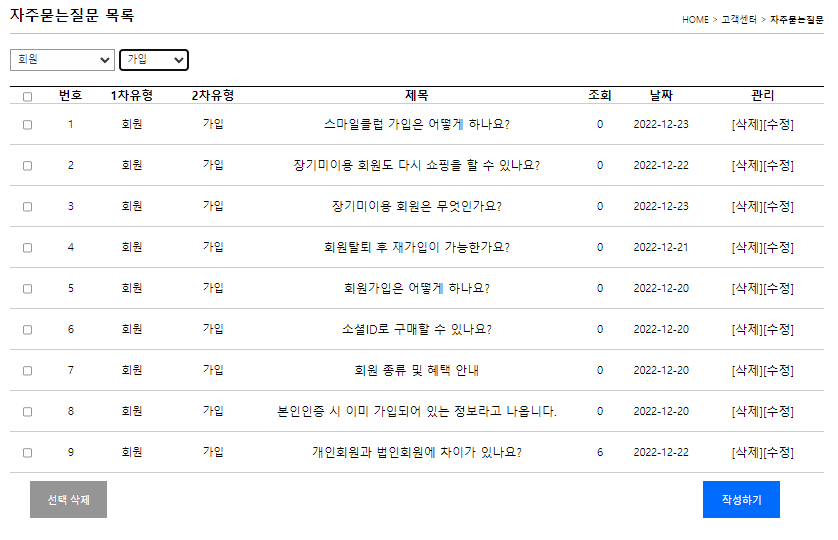 자주묻는질문 목록
HOME > 고객센터 > 자주묻는질문
회원 가입
번호 1차유형 2차유형 제목 조회 날짜 관리
1 회원 가입 스마일클럽 가입은 어떻게 하나요? 0 2022-12-23 [삭제][수정]
2 회원 가입 장기미이용 회원도 다시 쇼핑을 할 수 있나요? 0 2022-12-22 [삭제][수정]
3 회원 가입 장기미이용 회원은 무엇인가요? 0 2022-12-23 [삭제][수정]
4 회원 가입 회원탈퇴 후 재가입이 가능한가요? 0 2022-12-21 [삭제][수정]
5 회원 가입 회원가입은 어떻게 하나요? 0 2022-12-20 [삭제][수정]
6 회원 가입 소셜ID로 구매할 수 있나요? 0 2022-12-20 [삭제][수정]
7 회원 가입 회원 종류 및 혜택 안내 0 2022-12-20 [삭제][수정]
8 회원 가입 본인인증 시 이미 가입되어 있는 정보라고 나옵니다. 0 2022-12-20 [삭제][수정]
9 회원 가입 개인회원과 법인회원에 차이가 있나요? 6 2022-12-22 [삭제][수정]
선택 삭제 작성하기